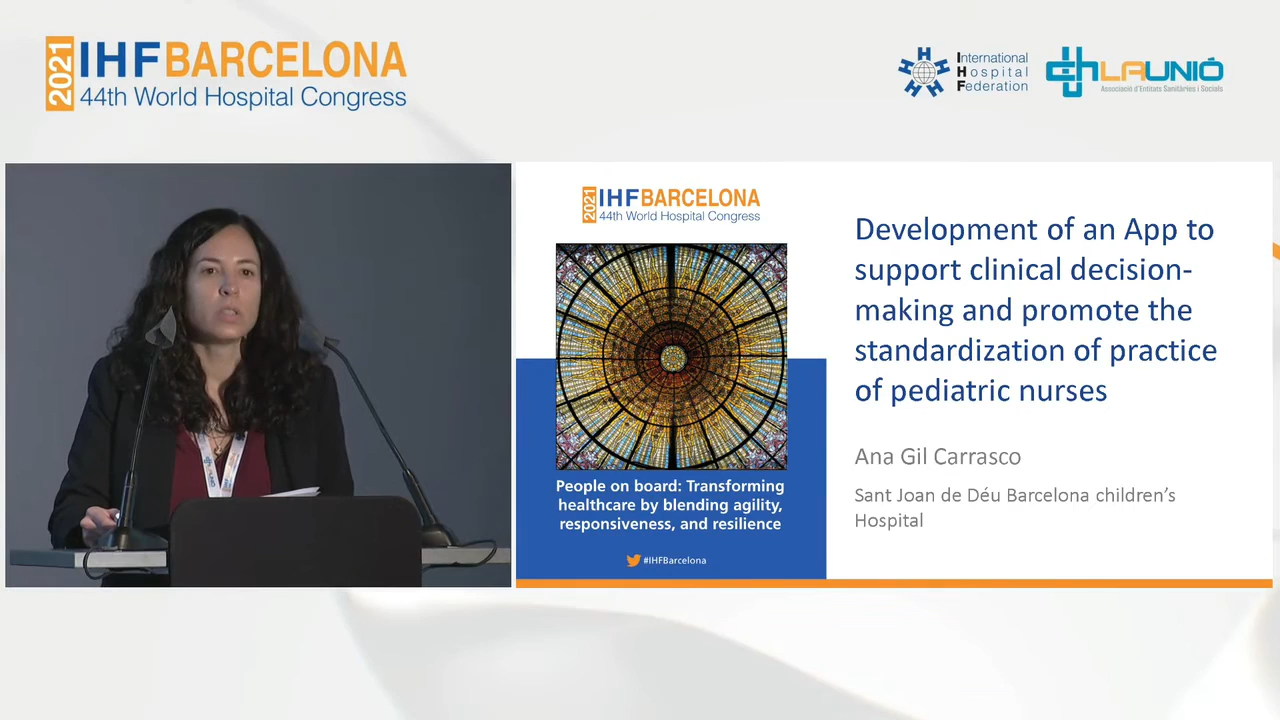 2021 IHF BARCELONA
44th World Hospital Congress
International
Hospital
Federation
LAUNIÓ
Associació d'Entitats Sanitàries i Socials
2021 IHF BARCELONA
44th World Hospital Congress
People on board: Transforming
healthcare by blending agility,
responsiveness, and resilience
#IHFBarcelona
Development of an App to
support clinical decision-
making and promote the
standardization of practice
of pediatric nurses
Ana Gil Carrasco
Sant Joan de Déu Barcelona children's
Hospital